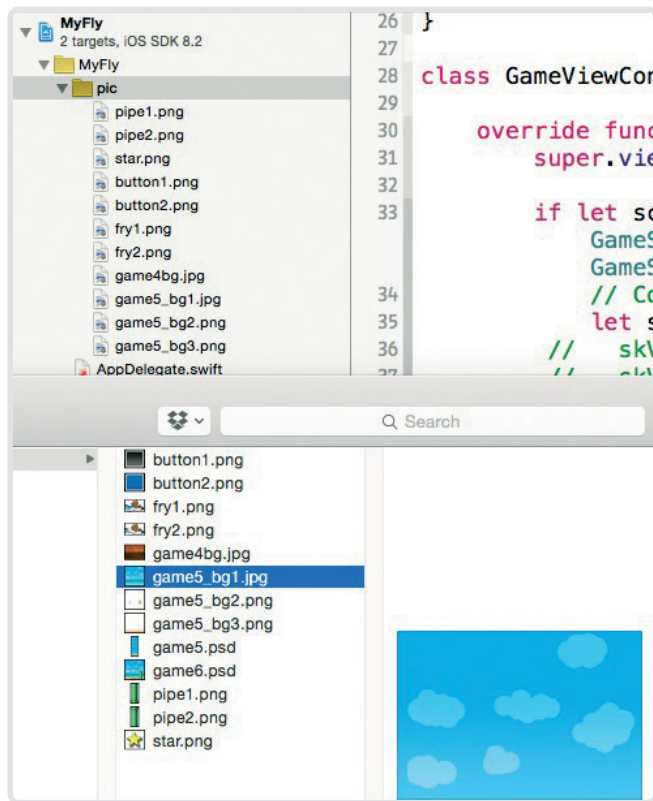 MyFly
2 targets, iOS SDK 8.2
MyFly
pic
pipe1.png
pipe2.png
star.png
button1.png
button2.png
fry1.png
fry2.png
game4bg.jpg
game5_bg1.jpg
game5_bg2.png
game5_bg3.png
AppDelegate.swift
26 }
27
28 class GameViewCon
29
30 override func
31 super.vie
32
33 if let sc
GameS
GameS
34 // Co
35 let s
36 // skV
37 // skV
Search
button1.png
button2.png
fry1.png
fry2.png
game4bg.jpg
game5_bg1.jpg
game5_bg2.png
game5_bg3.png
game5.psd
game6.psd
pipe1.png
pipe2.png
star.png